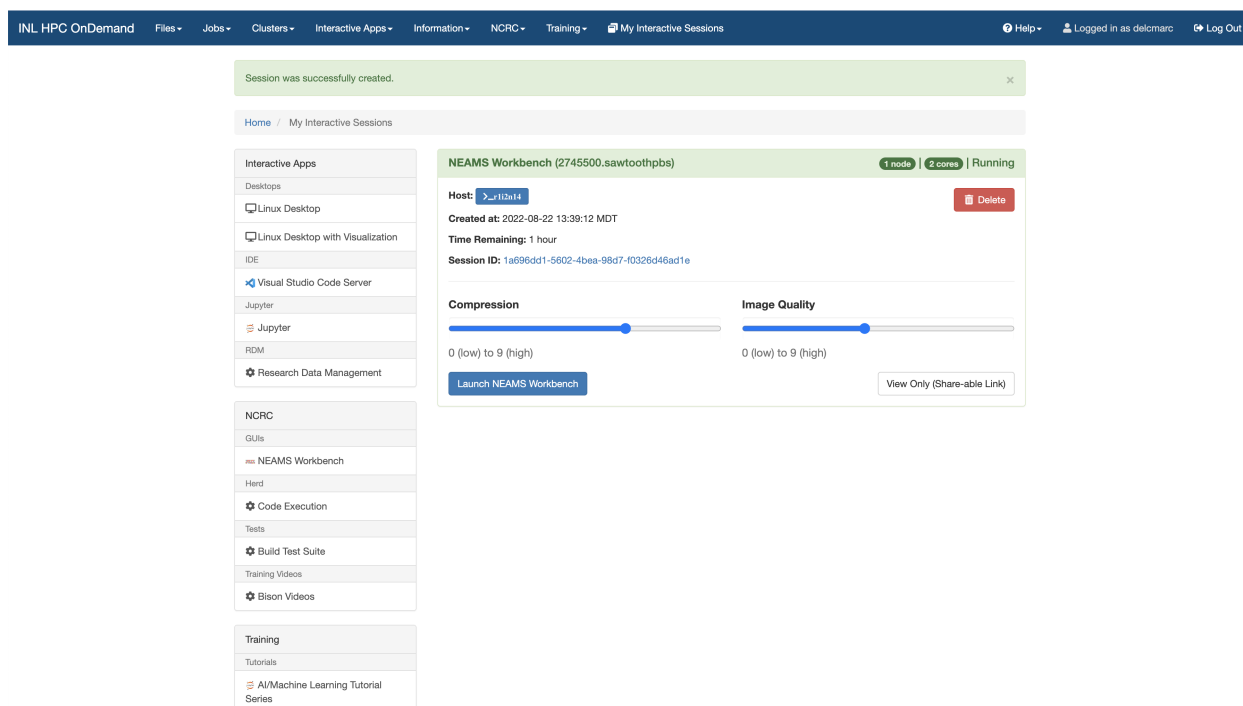 INL HPC OnDemand Files Jobs Clusters Interactive Apps Information NCRC Training My Interactive Sessions Help Logged in as delcmarc Log Out
Session was successfully created. ×
Home / My Interactive Sessions
Interactive Apps
Desktops
Linux Desktop
Linux Desktop with Visualization
IDE
Visual Studio Code Server
Jupyter
Jupyter
RDM
Research Data Management
NCRC
GUIs
NEAMS Workbench
Herd
Code Execution
Tests
Build Test Suite
Training Videos
Bison Videos
Training
Tutorials
AI/Machine Learning Tutorial
Series
NEAMS Workbench (2745500.sawtoothpbs) 1 node | 2 cores | Running
Host: >_r1i2n14 Delete
Created at: 2022-08-22 13:39:12 MDT
Time Remaining: 1 hour
Session ID: 1a696dd1-5602-4bea-98d7-f0326d46ad1e
Compression Image Quality
0 (low) to 9 (high) 0 (low) to 9 (high)
Launch NEAMS Workbench View Only (Share-able Link)